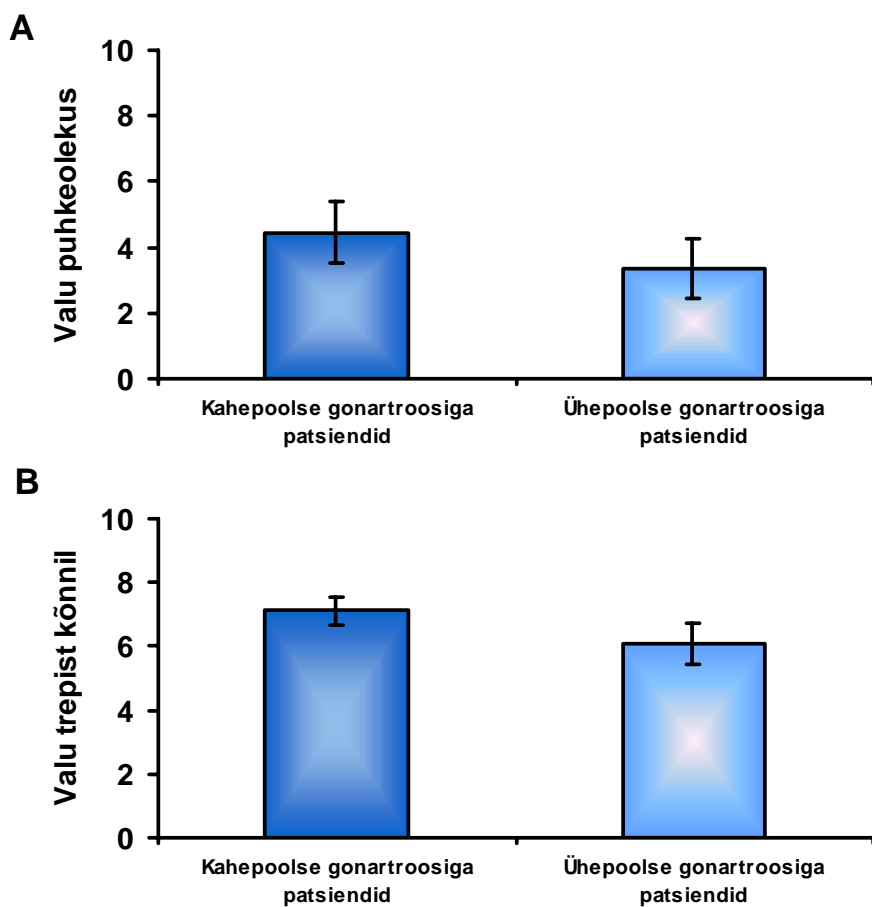 A
10
8
6
4
2
0
Valu puhkeolekus
Kahepoolse gonartroosiga
patsiendid
Ühepoolse gonartroosiga
patsiendid
B
10
8
6
4
2
0
Valu trepist kõnnil
Kahepoolse gonartroosiga
patsiendid
Ühepoolse gonartroosiga
patsiendid